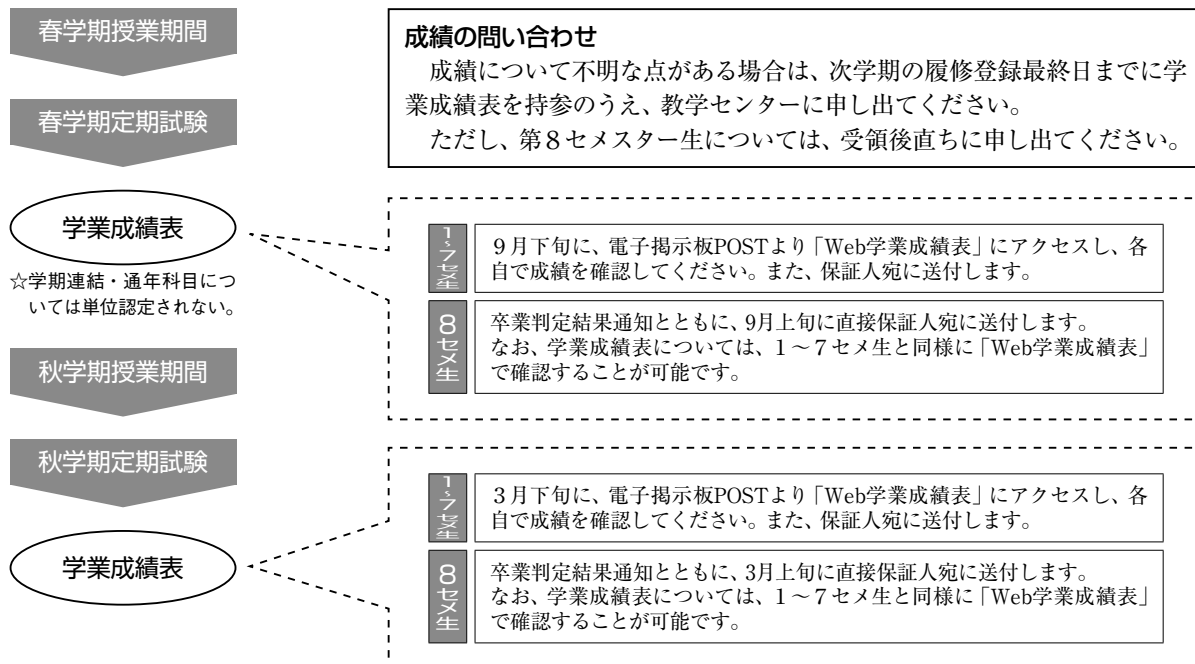 春学期授業期間
春学期定期試験
学業成績表
☆学期連結・通年科目につ
いては単位認定されない。
秋学期授業期間
秋学期定期試験
学業成績表
成績の問い合わせ
成績について不明な点がある場合は、次学期の履修登録最終日までに学
業成績表を持参のうえ、教学センターに申し出てください。
ただし、第８セメスター生については、受領後直ちに申し出てください。
1〜7セメ生
９月下旬に、電子掲示板POSTより「Web学業成績表」にアクセスし、各
自で成績を確認してください。また、保証人宛に送付します。
8セメ生
卒業判定結果通知とともに、9月上旬に直接保証人宛に送付します。
なお、学業成績表については、１〜７セメ生と同様に「Web学業成績表」
で確認することが可能です。
1〜7セメ生
３月下旬に、電子掲示板POSTより「Web学業成績表」にアクセスし、各
自で成績を確認してください。また、保証人宛に送付します。
8セメ生
卒業判定結果通知とともに、3月上旬に直接保証人宛に送付します。
なお、学業成績表については、１〜７セメ生と同様に「Web学業成績表」
で確認することが可能です。